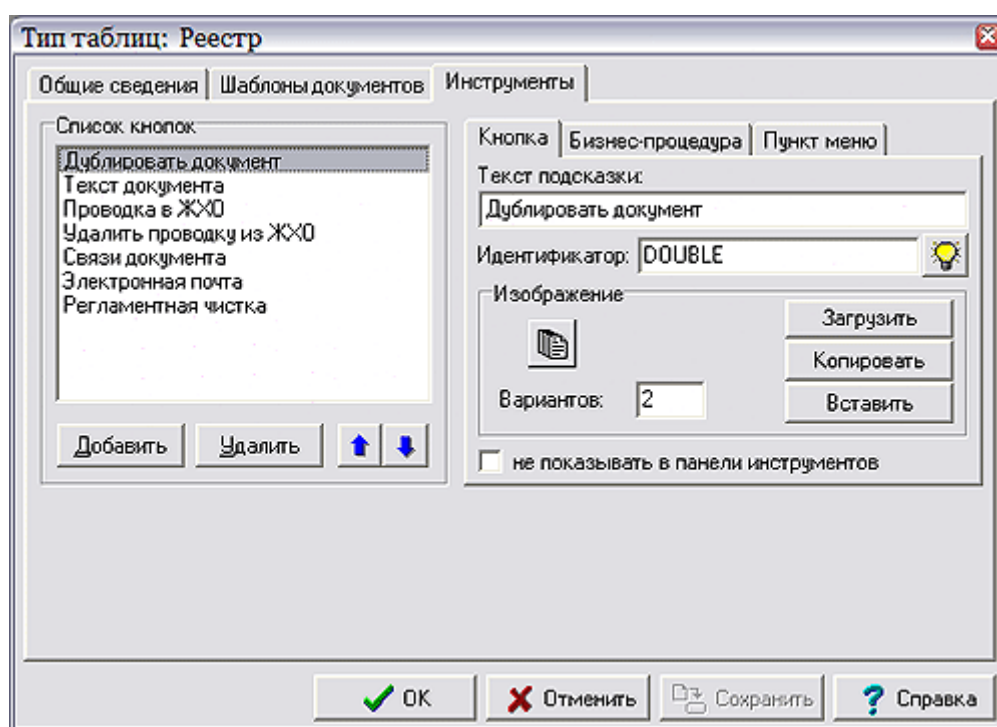 Тип таблиц: Реестр
Общие сведения
Шаблоны документов
Инструменты
Список кнопок
Дублировать документ
Текст документа
Проводка в ЖХО
Удалить проводку из ЖХО
Связи документа
Электронная почта
Регламентная чистка
Добавить
Удалить
Кнопка
Бизнес-процедура
Пункт меню
Текст подсказки:
Дублировать документ
Идентификатор: DOUBLE
Изображение
Загрузить
Копировать
Вариантов: 2
Вставить
не показывать в панели инструментов
OK
Отменить
Сохранить
? Справка